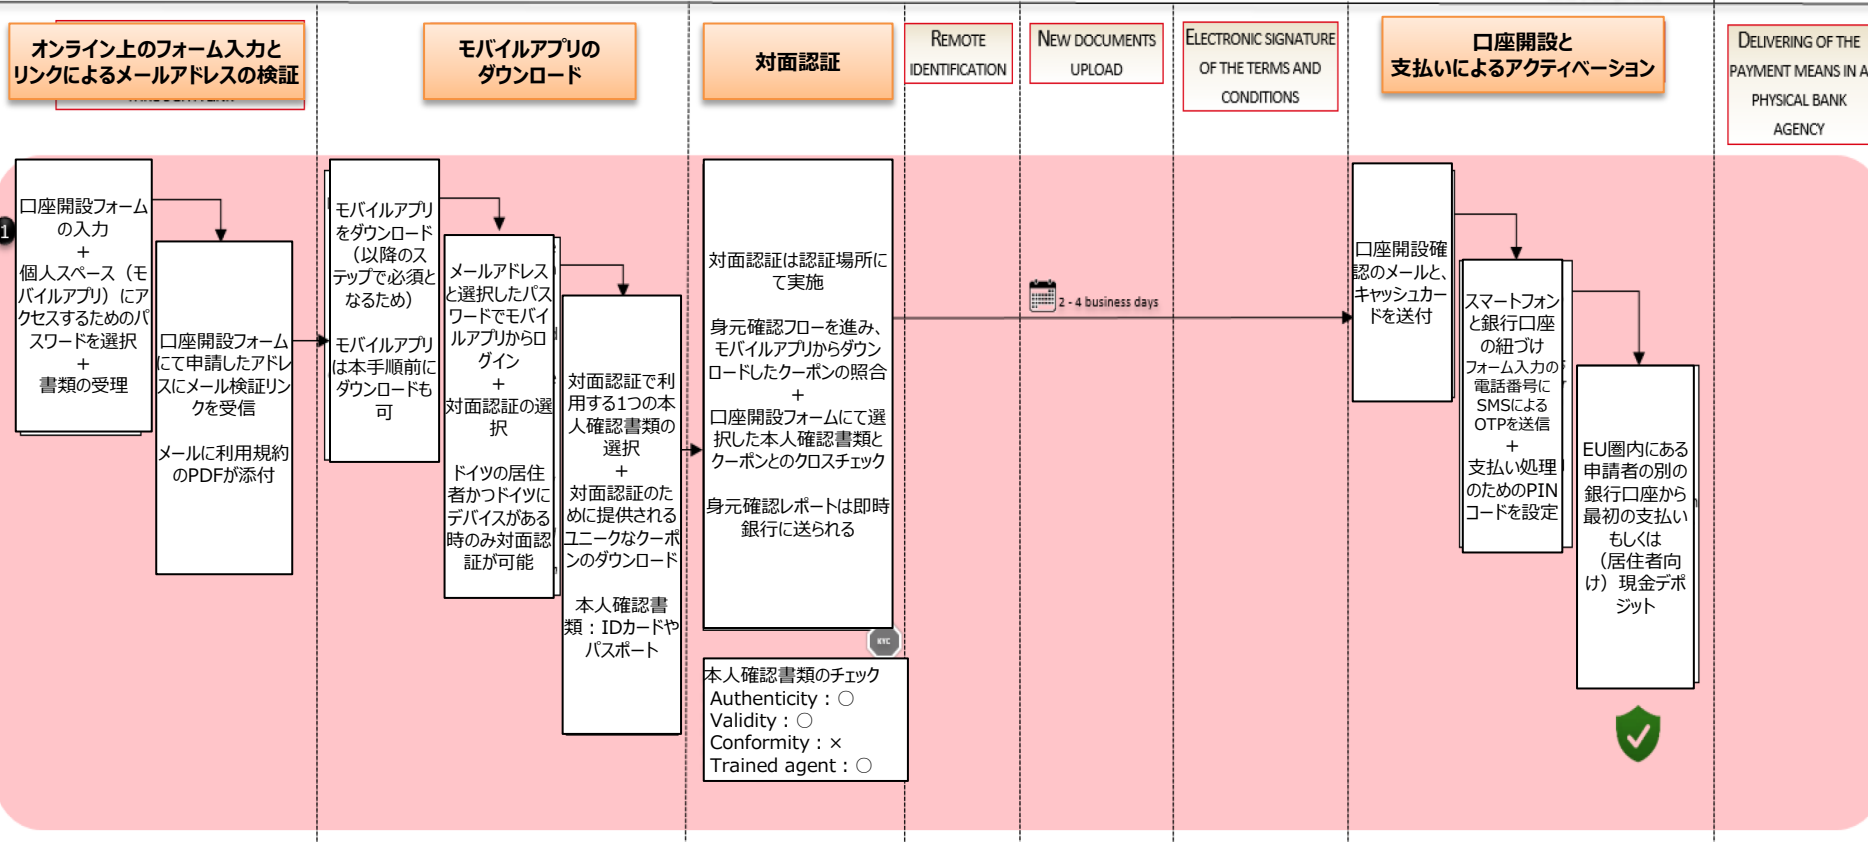 オンライン上のフォーム入力と
リンクによるメールアドレスの検証
モバイルアプリの
ダウンロード
対面認証
REMOTE
IDENTIFICATION
NEW DOCUMENTS
UPLOAD
ELECTRONIC SIGNATURE
OF THE TERMS AND
CONDITIONS
口座開設と
支払いによるアクティベーション
DELIVERING OF THE
PAYMENT MEANS IN A
PHYSICAL BANK
AGENCY
1
口座開設フォーム
の入力
+
個人スペース（モ
バイルアプリ）にア
クセスするためのパ
スワードを選択
+
書類の受理
口座開設フォーム
にて申請したアドレ
スにメール検証リン
クを受信
メールに利用規約
のPDFが添付
モバイルアプリ
をダウンロード
（以降のス
テップで必須と
なるため）
モバイルアプリ
は本手順前に
ダウンロードも
可
メールアドレス
と選択したパス
ワードでモバイ
ルアプリからロ
グイン
+
対面認証の選
択
ドイツの居住
者かつドイツに
デバイスがある
時のみ対面認
証が可能
対面認証で利
用する1つの本
人確認書類の
選択
+
対面認証のた
めに提供される
ユニークなクーポ
ンのダウンロード
本人確認書
類：IDカードや
パスポート
対面認証は認証場所に
て実施
身元確認フローを進み、
モバイルアプリからダウン
ロードしたクーポンの照合
+
口座開設フォームにて選
択した本人確認書類と
クーポンとのクロスチェック
身元確認レポートは即時
銀行に送られる
KYC
本人確認書類のチェック
Authenticity：○
Validity：○
Conformity：×
Trained agent：○
2 - 4 business days
口座開設確
認のメールと、
キャッシュカー
ドを送付
スマートフォン
と銀行口座
の紐づけ
フォーム入力の
電話番号に
SMSによる
OTPを送信
+
支払い処理
のためのPIN
コードを設定
EU圏内にある
申請者の別の
銀行口座から
最初の支払い
もしくは
（居住者向
け）現金デポ
ジット